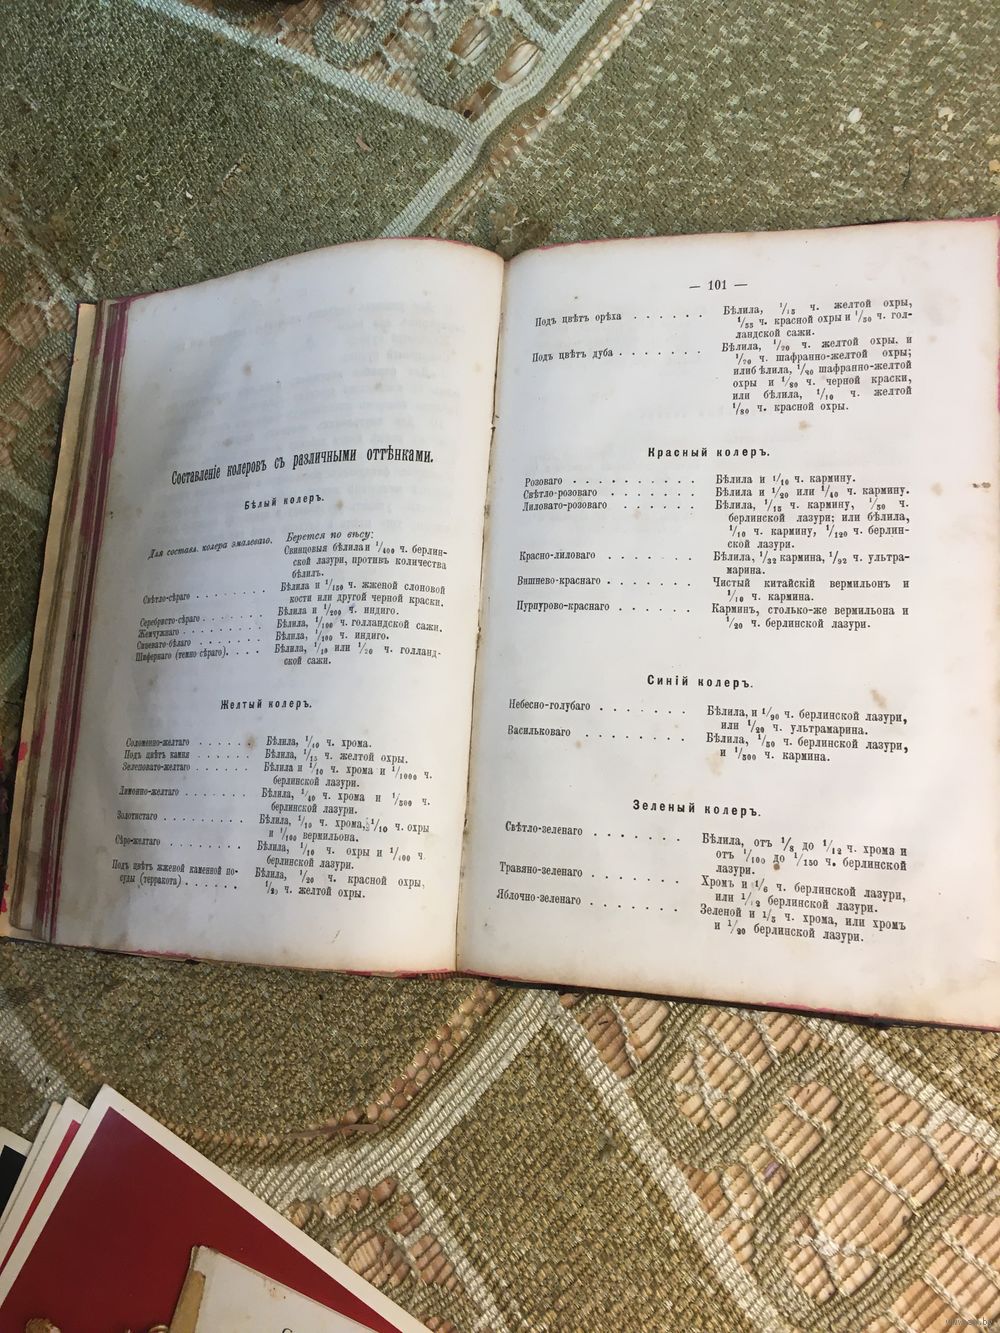 Составленіе колеровъ съ различными оттѣнками.
Бѣлый колеръ.
Берется по вѣсу:
Для составл. колера эмалеваго. Свинцовыя бѣлила и 1/400 ч. берлин-
ской лазури, противъ количества
бѣлилъ.
Свѣтло-сѣраго . . . . . . . . Бѣлила и 1/150 ч. жженой слоновой
кости или другой черной краски.
Серебристо-сѣраго . . . . . . . Бѣлила и 1/200 ч. индиго.
Жемчужнаго . . . . . . . . . Бѣлила, 1/100 ч. голландской сажи.
Синевато-бѣлаго . . . . . . . Бѣлила, 1/100 ч. индиго.
Шифернаго (темно сѣраго). . . . Бѣлила, 1/10 или 1/20 ч. голланд-
ской сажи.
Желтый колеръ.
Соломенно-желтаго . . . . . . Бѣлила, 1/40 ч. хрома.
Подъ цвѣтъ камня . . . . . . Бѣлила, 1/15 ч. желтой охры.
Зеленовато-желтаго . . . . . . Бѣлила и 1/10 ч. хрома и 1/1000 ч.
берлинской лазури.
Лимонно-желтаго . . . . . . . Бѣлила, 1/40 ч. хрома и 1/500 ч.
берлинской лазури.
Золотистаго . . . . . . . . . Бѣлила, 1/10 ч. хрома, 1/10 ч. охры
и 1/100 вермильона.
Сѣро-желтаго . . . . . . . . Бѣлила, 1/10 ч. охры и 1/400 ч.
берлинской лазури.
Подъ цвѣтъ жженой каменной по-
суды (терракота) . . . . . . Бѣлила, 1/20 ч. красной охры,
1/20 ч. желтой охры.
— 101 —
Подъ цвѣтъ орѣха . . . . . . Бѣлила, 1/15 ч. желтой охры,
1/55 ч. красной охры и 1/50 ч. гол-
ландской сажи.
Подъ цвѣтъ дуба . . . . . . . Бѣлила, 1/20 ч. желтой охры. и
1/20 ч. шафранно-желтой охры;
илибѣлила, 1/40 шафранно-желтой
охры и 1/80 ч. черной краски,
или бѣлила, 1/10 ч. желтой
1/80 ч. красной охры.
Красный колеръ.
Розоваго . . . . . . . . . . Бѣлила и 1/10 ч. кармину.
Свѣтло-розоваго . . . . . . . Бѣлила и 1/20 или 1/40 ч. кармину.
Лиловато-розоваго . . . . . . Бѣлила, 1/15 ч. кармину, 1/50 ч.
берлинской лазури; или бѣлила,
1/10 ч. кармину, 1/120 ч. берлин-
ской лазури.
Красно-лиловаго . . . . . . . Бѣлила, 1/32 кармина, 1/92 ч. ультра-
марина.
Вишнево-краснаго . . . . . . . Чистый китайскій вермильонъ и
1/10 ч. кармина.
Пурпурово-краснаго . . . . . . Карминъ, столько-же вермильона и
1/20 ч. берлинской лазури.
Синій колеръ.
Небесно-голубаго . . . . . . . Бѣлила, и 1/90 ч. берлинской лазури,
или 1/20 ч. ультрамарина.
Васильковаго . . . . . . . . Бѣлила, 1/50 ч. берлинской лазури,
и 1/500 ч. кармина.
Зеленый колеръ.
Свѣтло-зеленаго . . . . . . . Бѣлила, отъ 1/8 до 1/12 ч. хрома и
отъ 1/100 до 1/150 ч. берлинской
лазури.
Травяно-зеленаго . . . . . . . Хромъ и 1/6 ч. берлинской лазури,
или 1/12 берлинской лазури.
Яблочно-зеленаго . . . . . . . Зеленой и 1/5 ч. хрома, или хромъ
и 1/20 берлинской лазури.